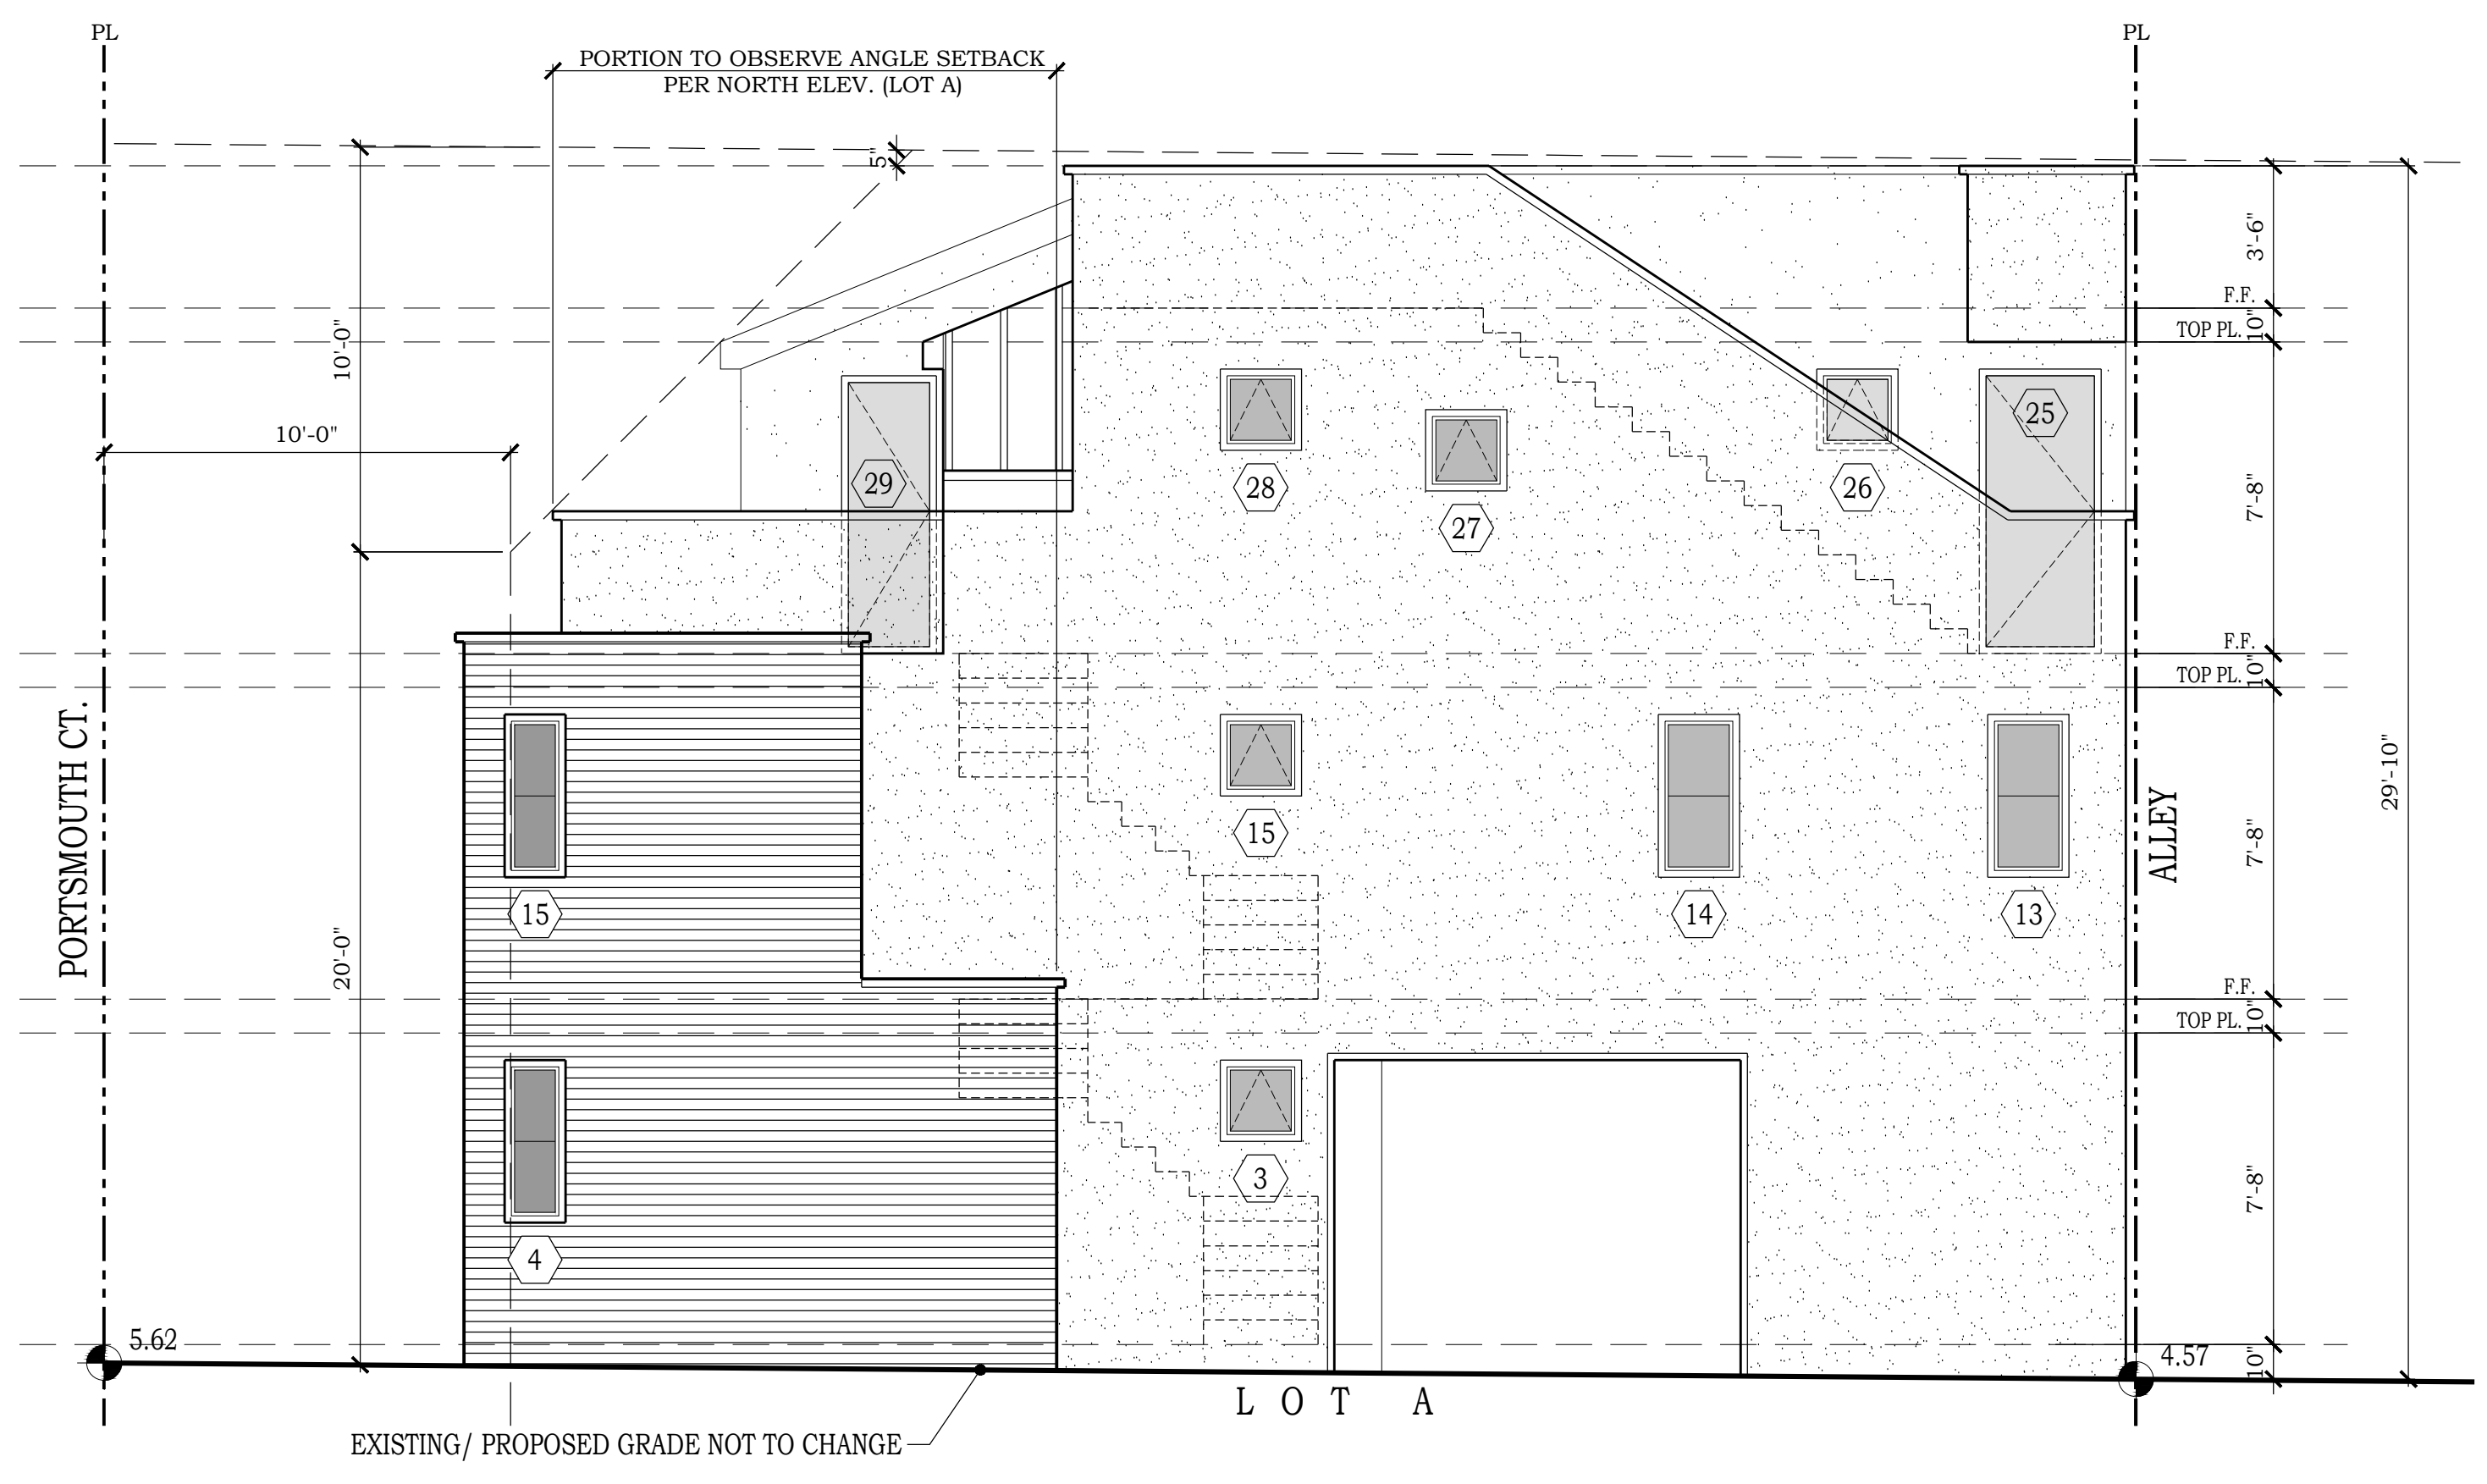 PL
PL
PORTION TO OBSERVE ANGLE SETBACK
PER NORTH ELEV. (LOT A)
5"
10'-0"
10'-0"
20'-0"
PORTSMOUTH CT.
29
28
27
26
25
15
15
14
13
4
3
ALLEY
3'-6"
F.F.
10"
TOP PL.
7'-8"
F.F.
10"
TOP PL.
7'-8"
F.F.
10"
TOP PL.
7'-8"
10"
29'-10"
5.62
4.57
LOT A
EXISTING/ PROPOSED GRADE NOT TO CHANGE